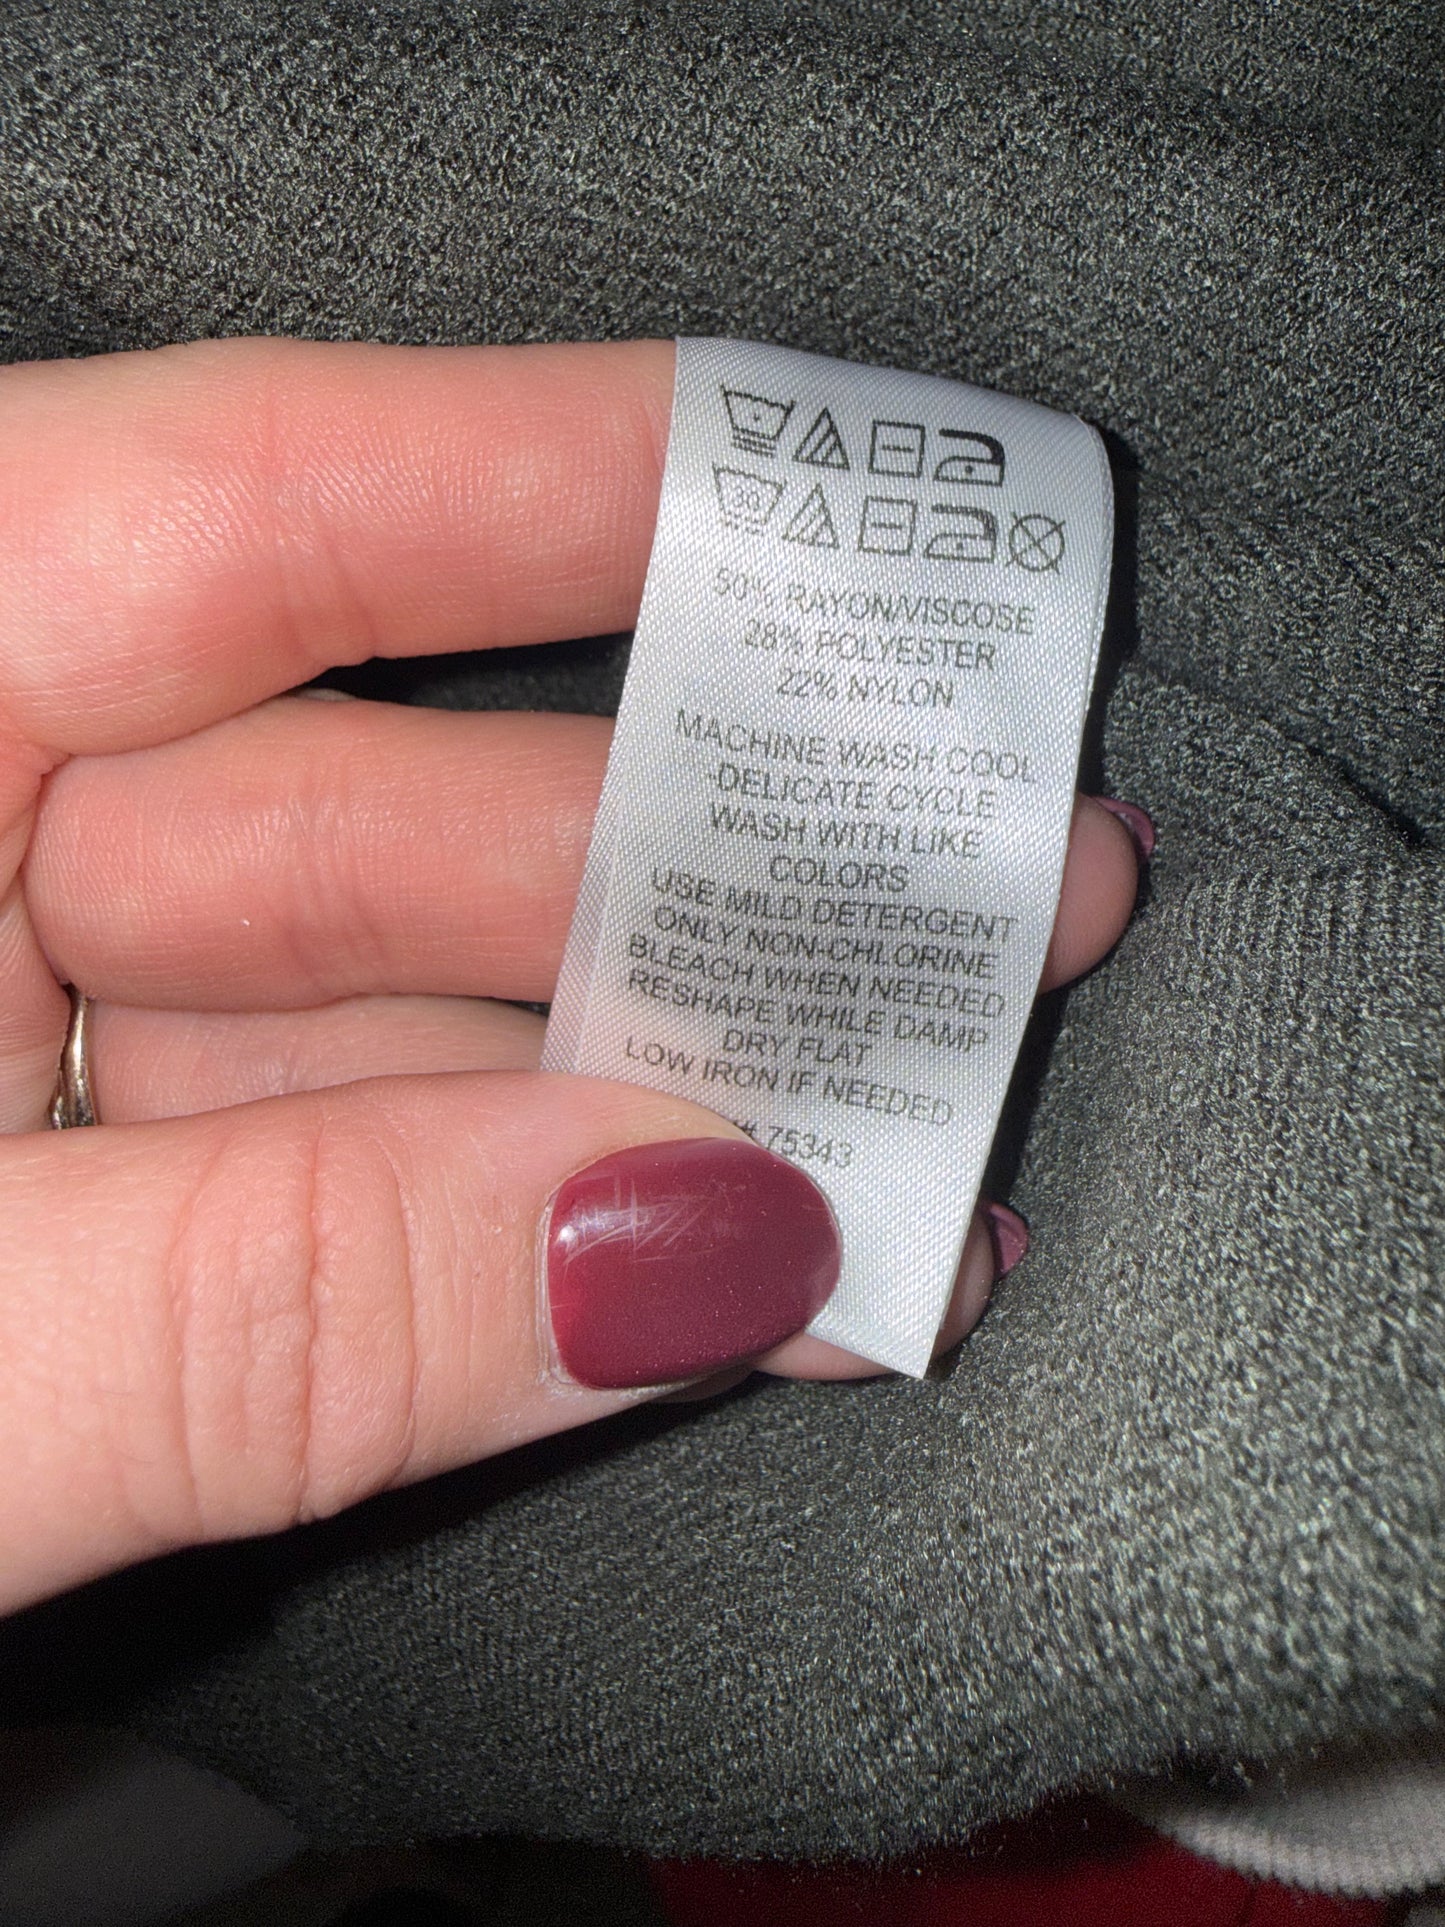 30
50% RAYON/VISCOSE
28% POLYESTER
22% NYLON
MACHINE WASH COOL
DELICATE CYCLE
WASH WITH LIKE
COLORS
USE MILD DETERGENT
ONLY NON-CHLORINE
BLEACH WHEN NEEDED
RESHAPE WHILE DAMP
DRY FLAT
LOW IRON IF NEEDED
# 75343